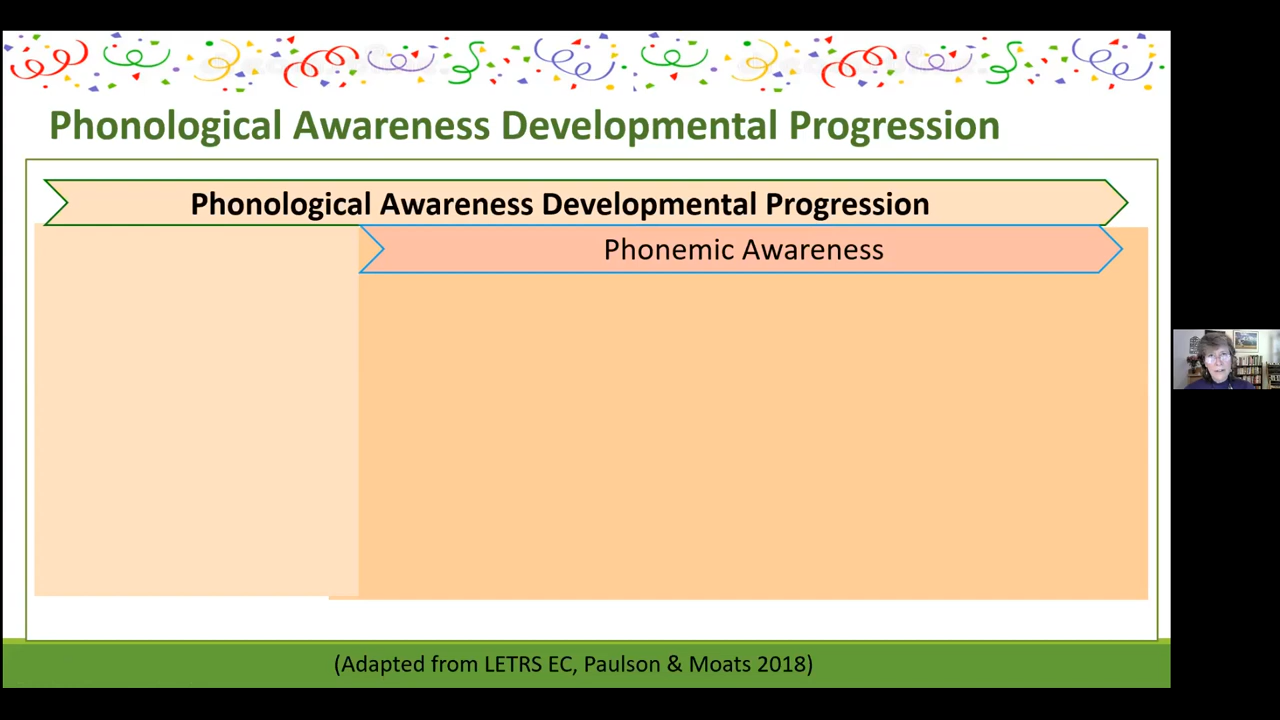 Phonological Awareness Developmental Progression
Phonological Awareness Developmental Progression
Phonemic Awareness
(Adapted from LETRS EC, Paulson & Moats 2018)